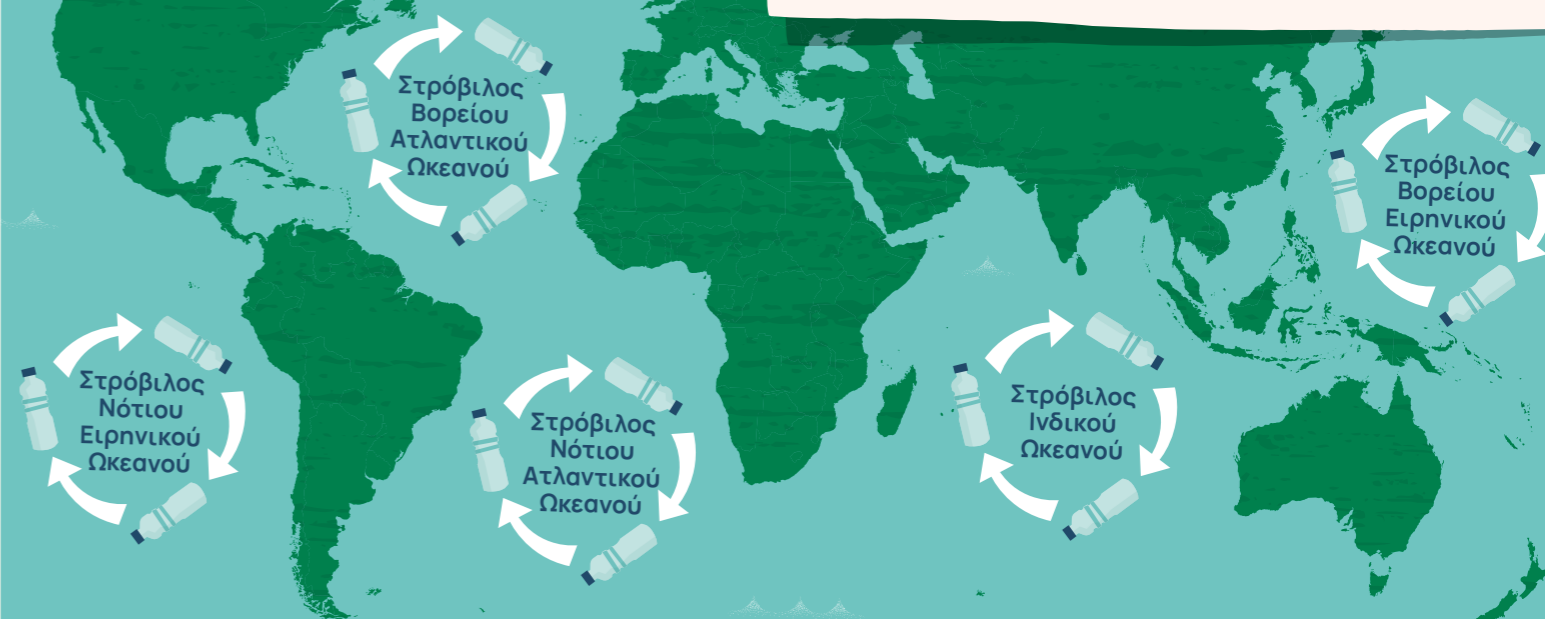 Στρόβιλος
Βορείου
Ατλαντικού
Ωκεανού
Στρόβιλος
Βορείου
Ειρηνικού
Ωκεανού
Στρόβιλος
Νότιου
Ειρηνικού
Ωκεανού
Στρόβιλος
Νότιου
Ατλαντικού
Ωκεανού
Στρόβιλος
Ινδικού
Ωκεανού